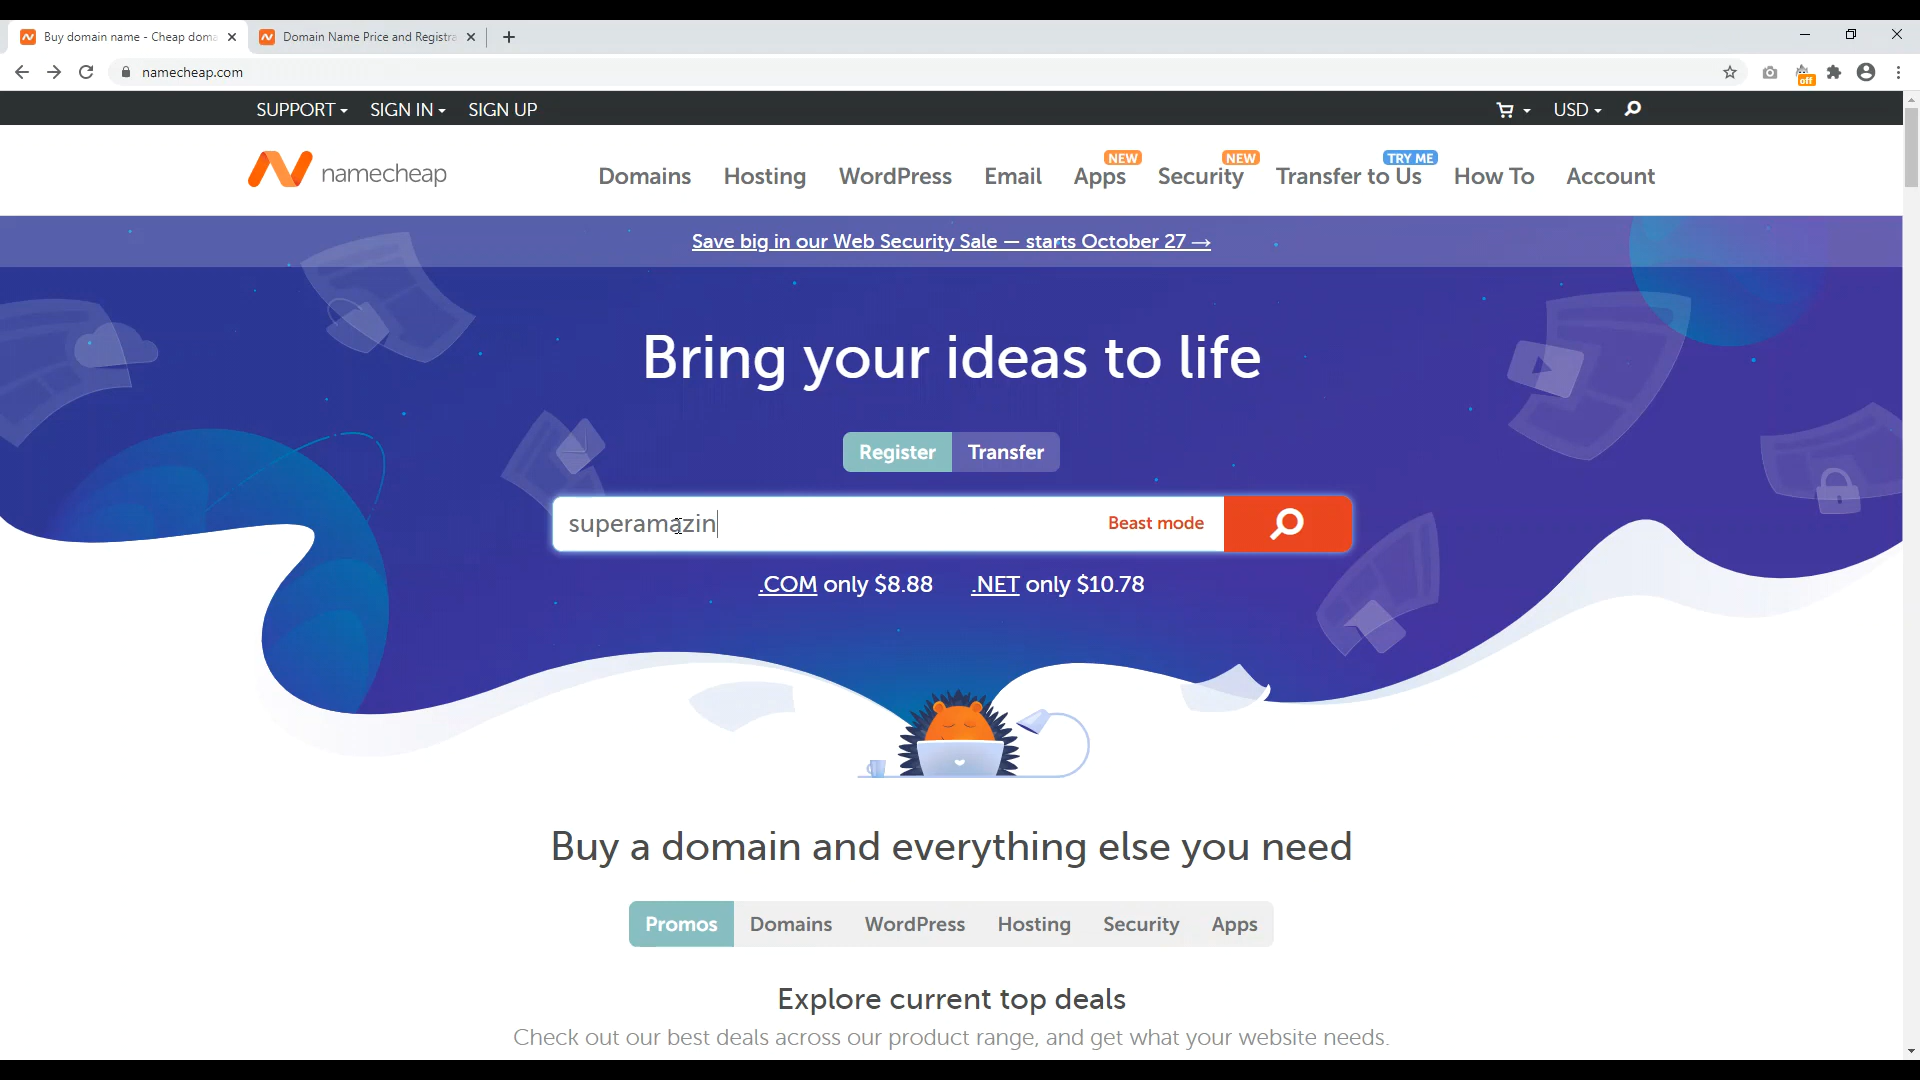 Buy domain name - Cheap doma
Domain Name Price and Registra
namecheap.com
off
SUPPORT SIGN IN SIGN UP USD
namecheap
NEW NEW TRY ME
Domains Hosting WordPress Email Apps Security Transfer to Us How To Account
Save big in our Web Security Sale — starts October 27 →
Bring your ideas to life
Register Transfer
superamazin Beast mode
.COM only $8.88 .NET only $10.78
Buy a domain and everything else you need
Promos Domains WordPress Hosting Security Apps
Explore current top deals
Check out our best deals across our product range, and get what your website needs.